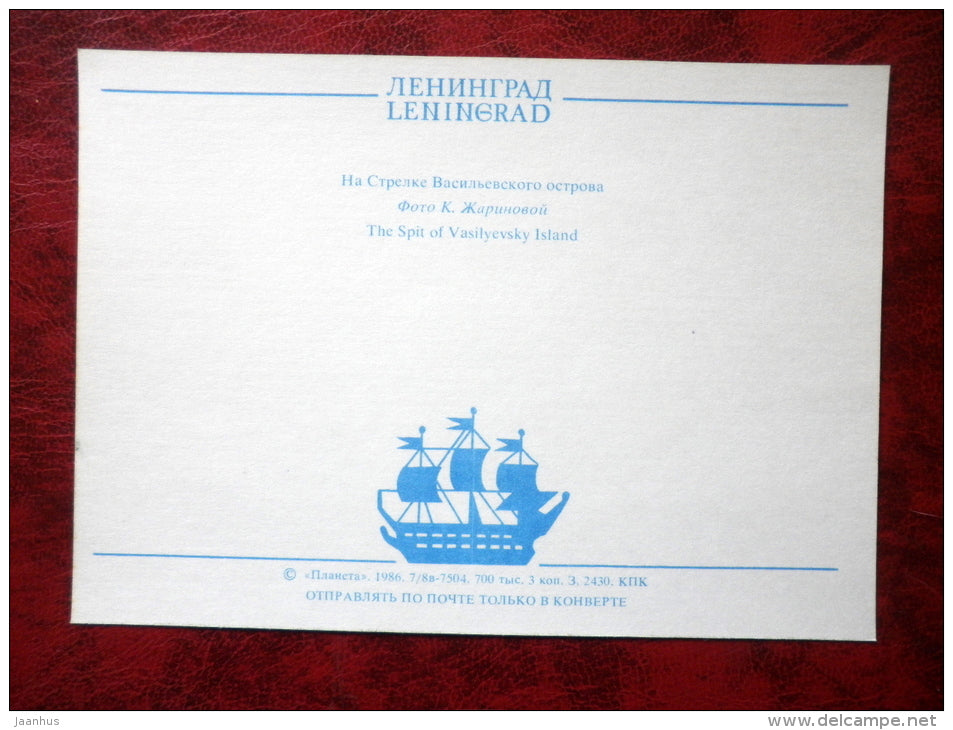 ЛЕНИНГРАД
LENINGRAD
На Стрелке Васильевского острова
Фото К. Жариновой
The Spit of Vasilyevsky Island
© «Планета». 1986. 7/8в-7504. 700 тыс. 3 коп. З. 2430. КПК
ОТПРАВЛЯТЬ ПО ПОЧТЕ ТОЛЬКО В КОНВЕРТЕ
jaanhus
www.delcampe.net